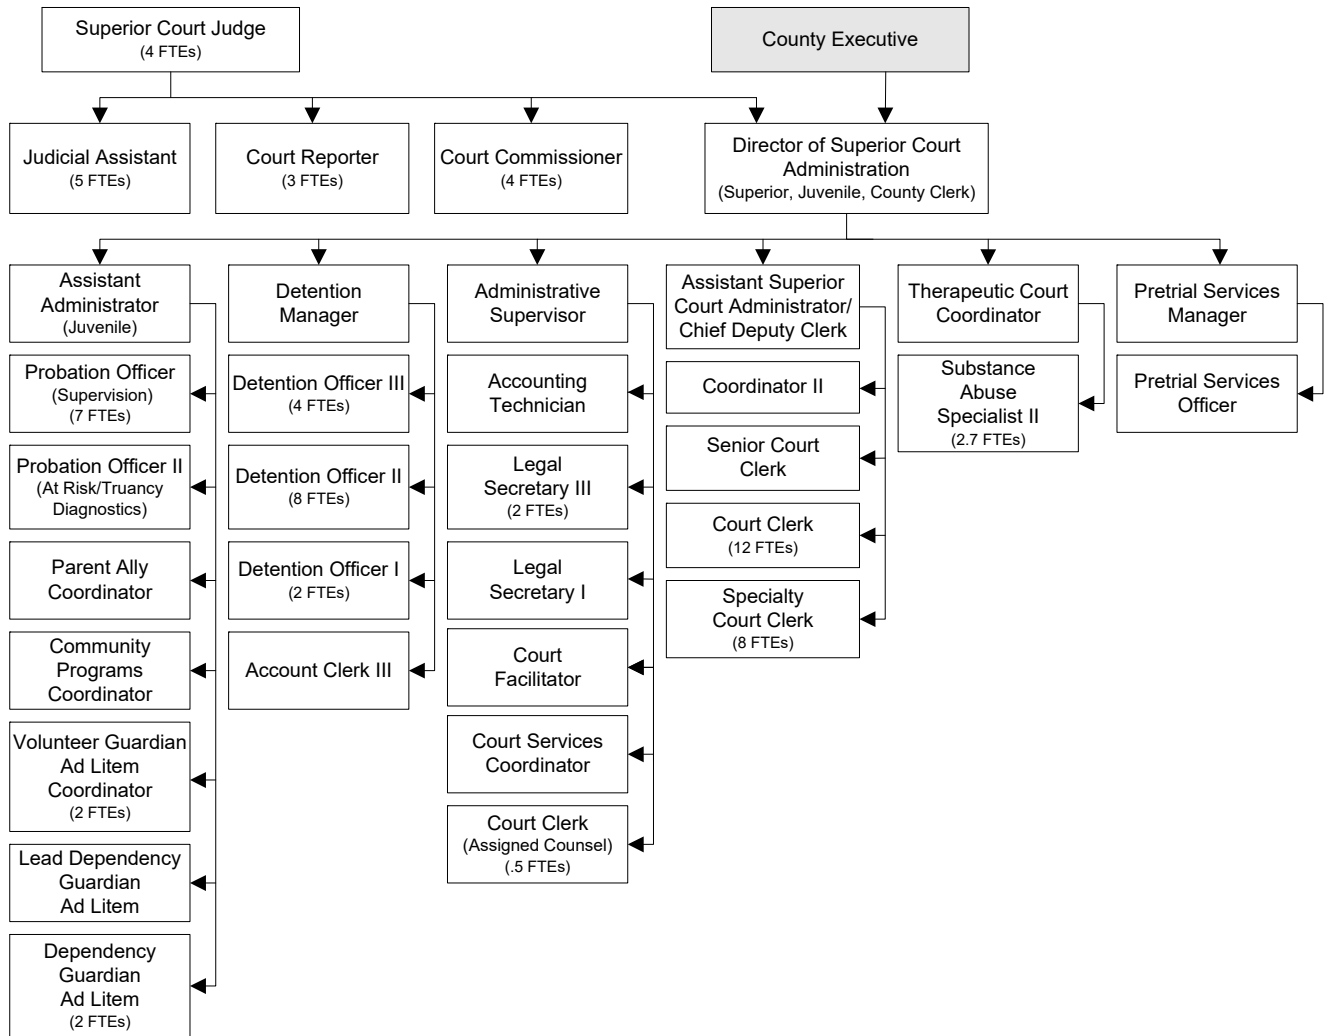 Superior Court Judge
(4 FTEs)
County Executive
Judicial Assistant
(5 FTEs)
Court Reporter
(3 FTEs)
Court Commissioner
(4 FTEs)
Director of Superior Court
Administration
(Superior, Juvenile, County Clerk)
Assistant
Administrator
(Juvenile)
Detention
Manager
Administrative
Supervisor
Assistant Superior
Court Administrator/
Chief Deputy Clerk
Therapeutic Court
Coordinator
Pretrial Services
Manager
Probation Officer
(Supervision)
(7 FTEs)
Probation Officer II
(At Risk/Truancy
Diagnostics)
Parent Ally
Coordinator
Community
Programs
Coordinator
Volunteer Guardian
Ad Litem
Coordinator
(2 FTEs)
Lead Dependency
Guardian
Ad Litem
Dependency
Guardian
Ad Litem
(2 FTEs)
Detention Officer III
(4 FTEs)
Detention Officer II
(8 FTEs)
Detention Officer I
(2 FTEs)
Account Clerk III
Accounting
Technician
Legal
Secretary III
(2 FTEs)
Legal
Secretary I
Court
Facilitator
Court Services
Coordinator
Court Clerk
(Assigned Counsel)
(.5 FTEs)
Coordinator II
Senior Court
Clerk
Court Clerk
(12 FTEs)
Specialty
Court Clerk
(8 FTEs)
Substance
Abuse
Specialist II
(2.7 FTEs)
Pretrial Services
Officer